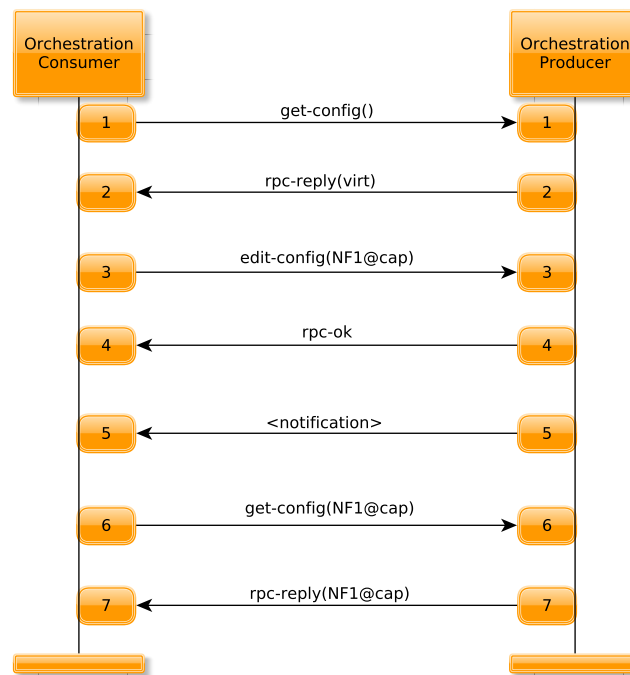 Orchestration
Consumer
Orchestration
Producer
1 get-config() 1
2 rpc-reply(virt) 2
3 edit-config(NF1@cap) 3
4 rpc-ok 4
5 <notification> 5
6 get-config(NF1@cap) 6
7 rpc-reply(NF1@cap) 7